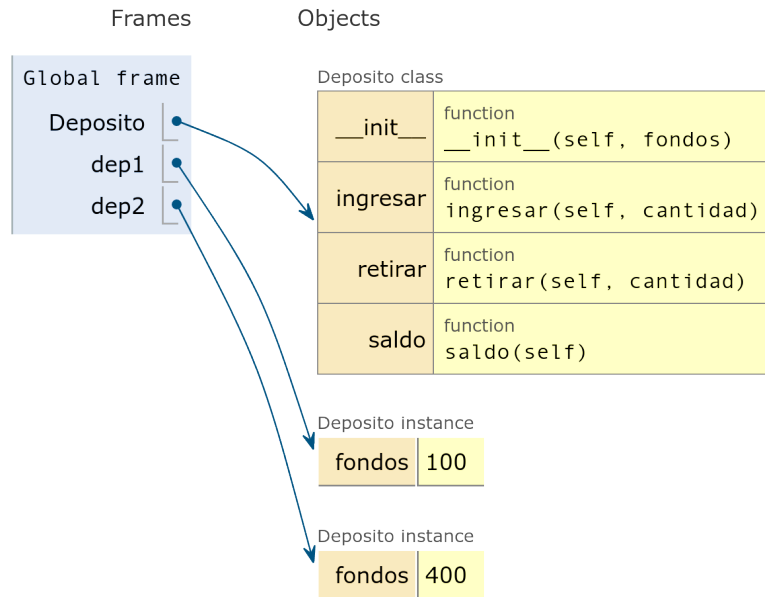 Frames Objects
Global frame
Deposito
dep1
dep2
Deposito class
__init__ function
__init__(self, fondos)
ingresar function
ingresar(self, cantidad)
retirar function
retirar(self, cantidad)
saldo function
saldo(self)
Deposito instance
fondos 100
Deposito instance
fondos 400